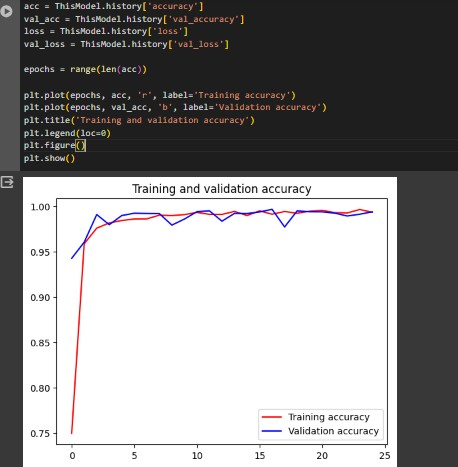 acc = ThisModel.history['accuracy']
val_acc = ThisModel.history['val_accuracy']
loss = ThisModel.history['loss']
val_loss = ThisModel.history['val_loss']
epochs = range(len(acc))
plt.plot(epochs, acc, 'r', label='Training accuracy')
plt.plot(epochs, val_acc, 'b', label='Validation accuracy')
plt.title('Training and validation accuracy')
plt.legend(loc=0)
plt.figure()
plt.show()
Training and validation accuracy
1.00
0.95
0.90
0.85
0.80
0.75
Training accuracy
Validation accuracy
0 5 10 15 20 25